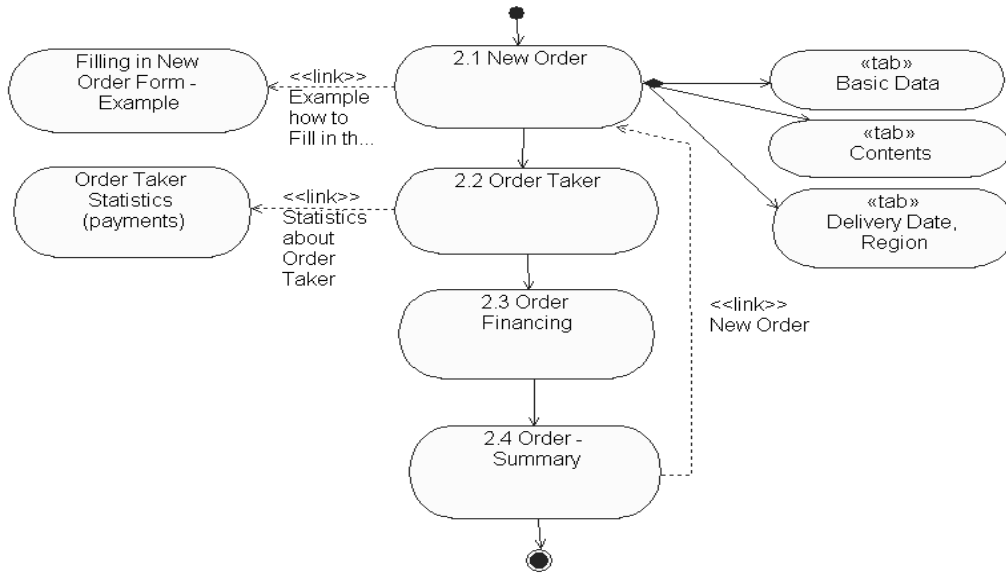 Filling in New
Order Form -
Example
<<link>>
Example
how to
Fill in th...
2.1 New Order
«tab»
Basic Data
«tab»
Contents
«tab»
Delivery Date,
Region
Order Taker
Statistics
(payments)
<<link>>
Statistics
about
Order
Taker
2.2 Order Taker
2.3 Order
Financing
<<link>>
New Order
2.4 Order -
Summary